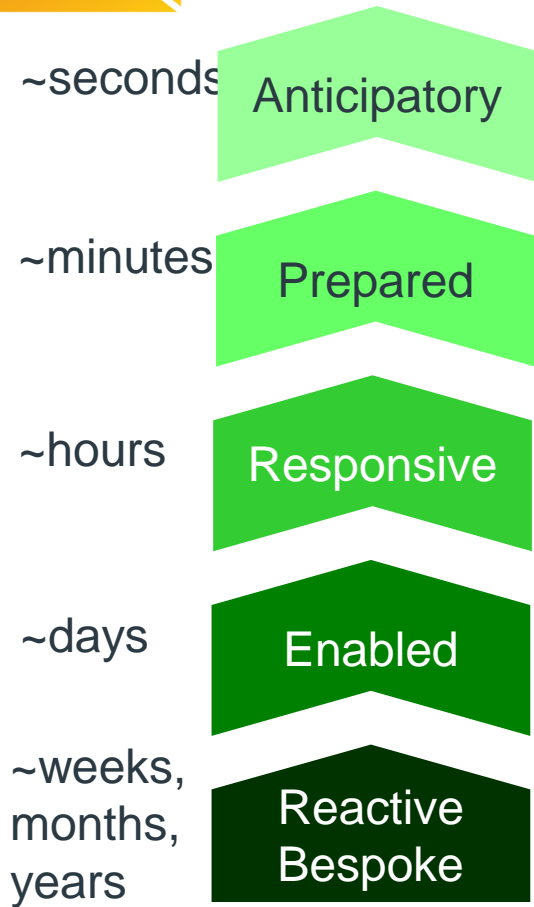 ~seconds
Anticipatory
~minutes
Prepared
~hours
Responsive
~days
Enabled
~weeks,
months,
years
Reactive
Bespoke